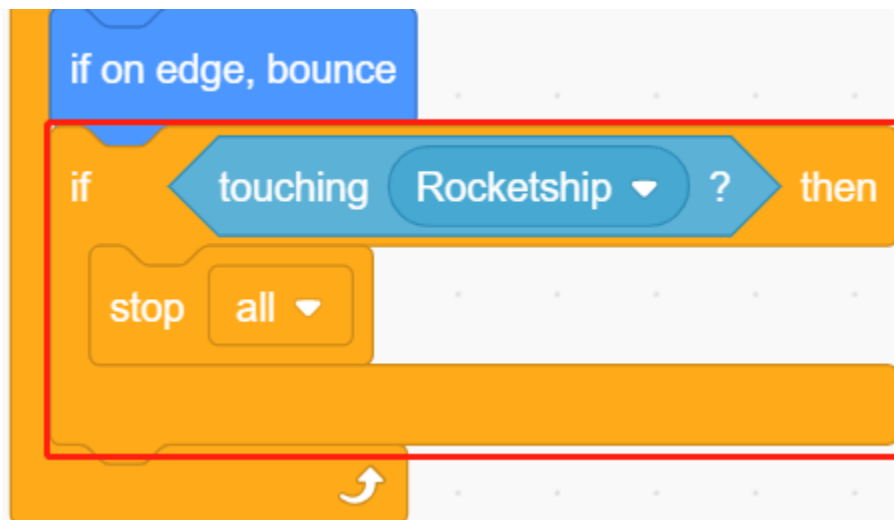 if on edge, bounce
if touching Rocketship ? then
stop all